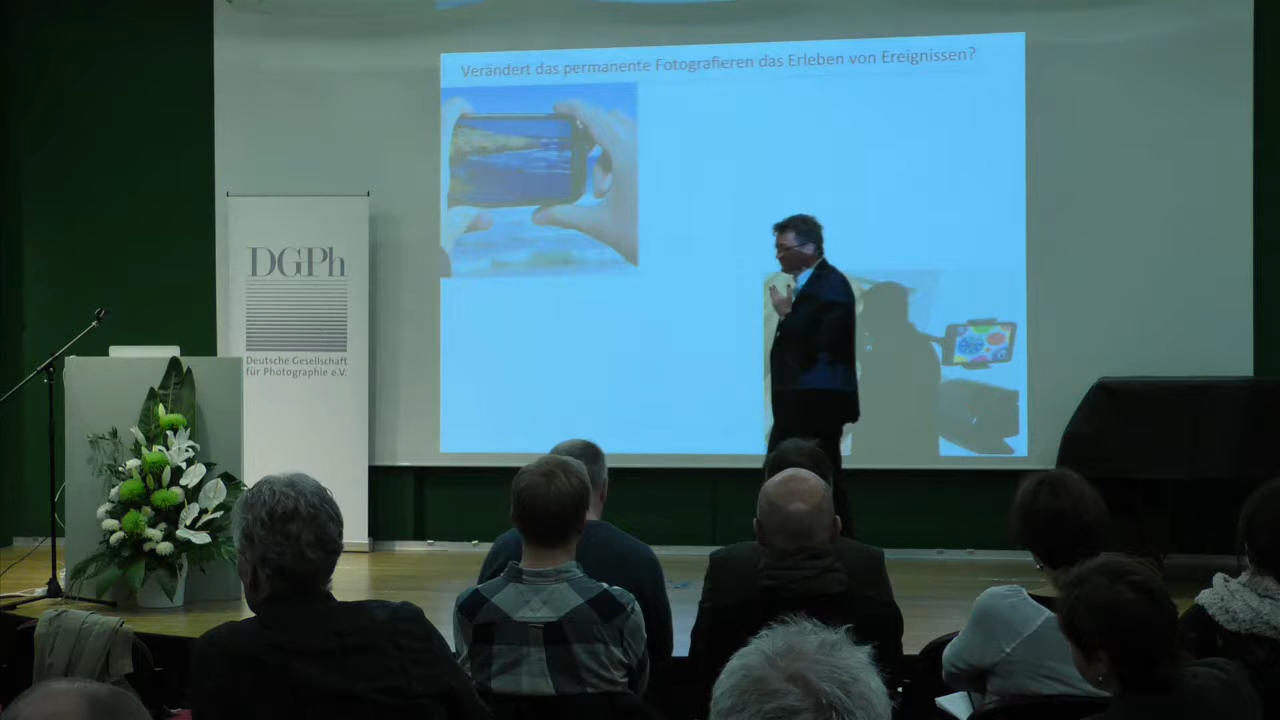 Verändert das permanente Fotografieren das Erleben von Ereignissen?
DGPh
Deutsche Gesellschaft
für Photographie e.V.